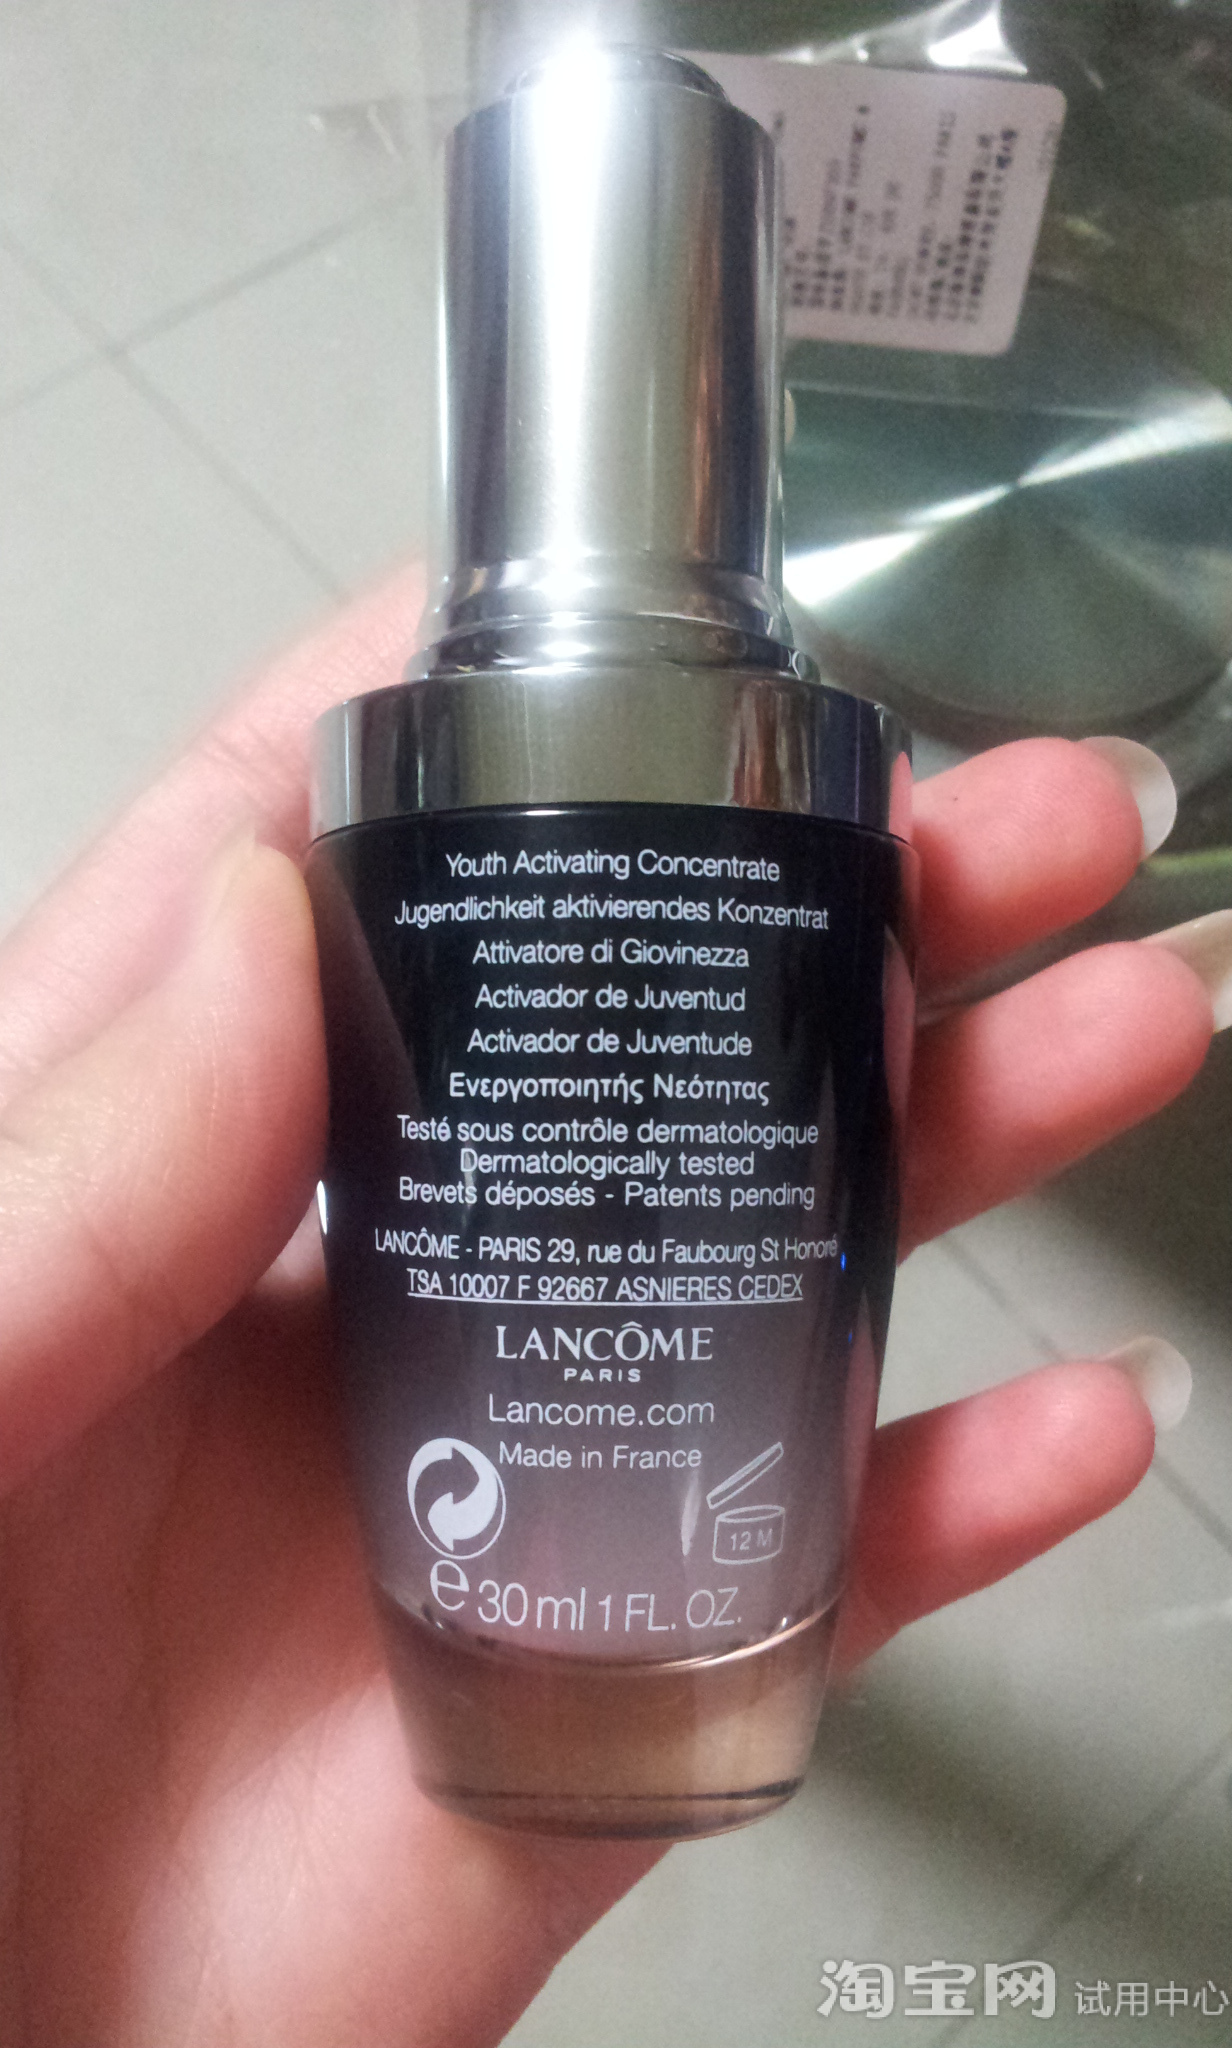 Youth Activating Concentrate
Jugendlichkeit aktivierendes Konzentrat
Attivatore di Giovinezza
Activador de Juventud
Activador de Juventude
Ενεργοποιητής Νεότητας
Testé sous contrôle dermatologique
Dermatologically tested
Brevets déposés - Patents pending
LANCÔME - PARIS 29, rue du Faubourg St Honoré
TSA 10007 F 92667 ASNIERES CEDEX
LANCÔME
PARIS
Lancome.com
Made in France
12 M
e 30 ml 1 FL. OZ.
淘宝网 试用中心